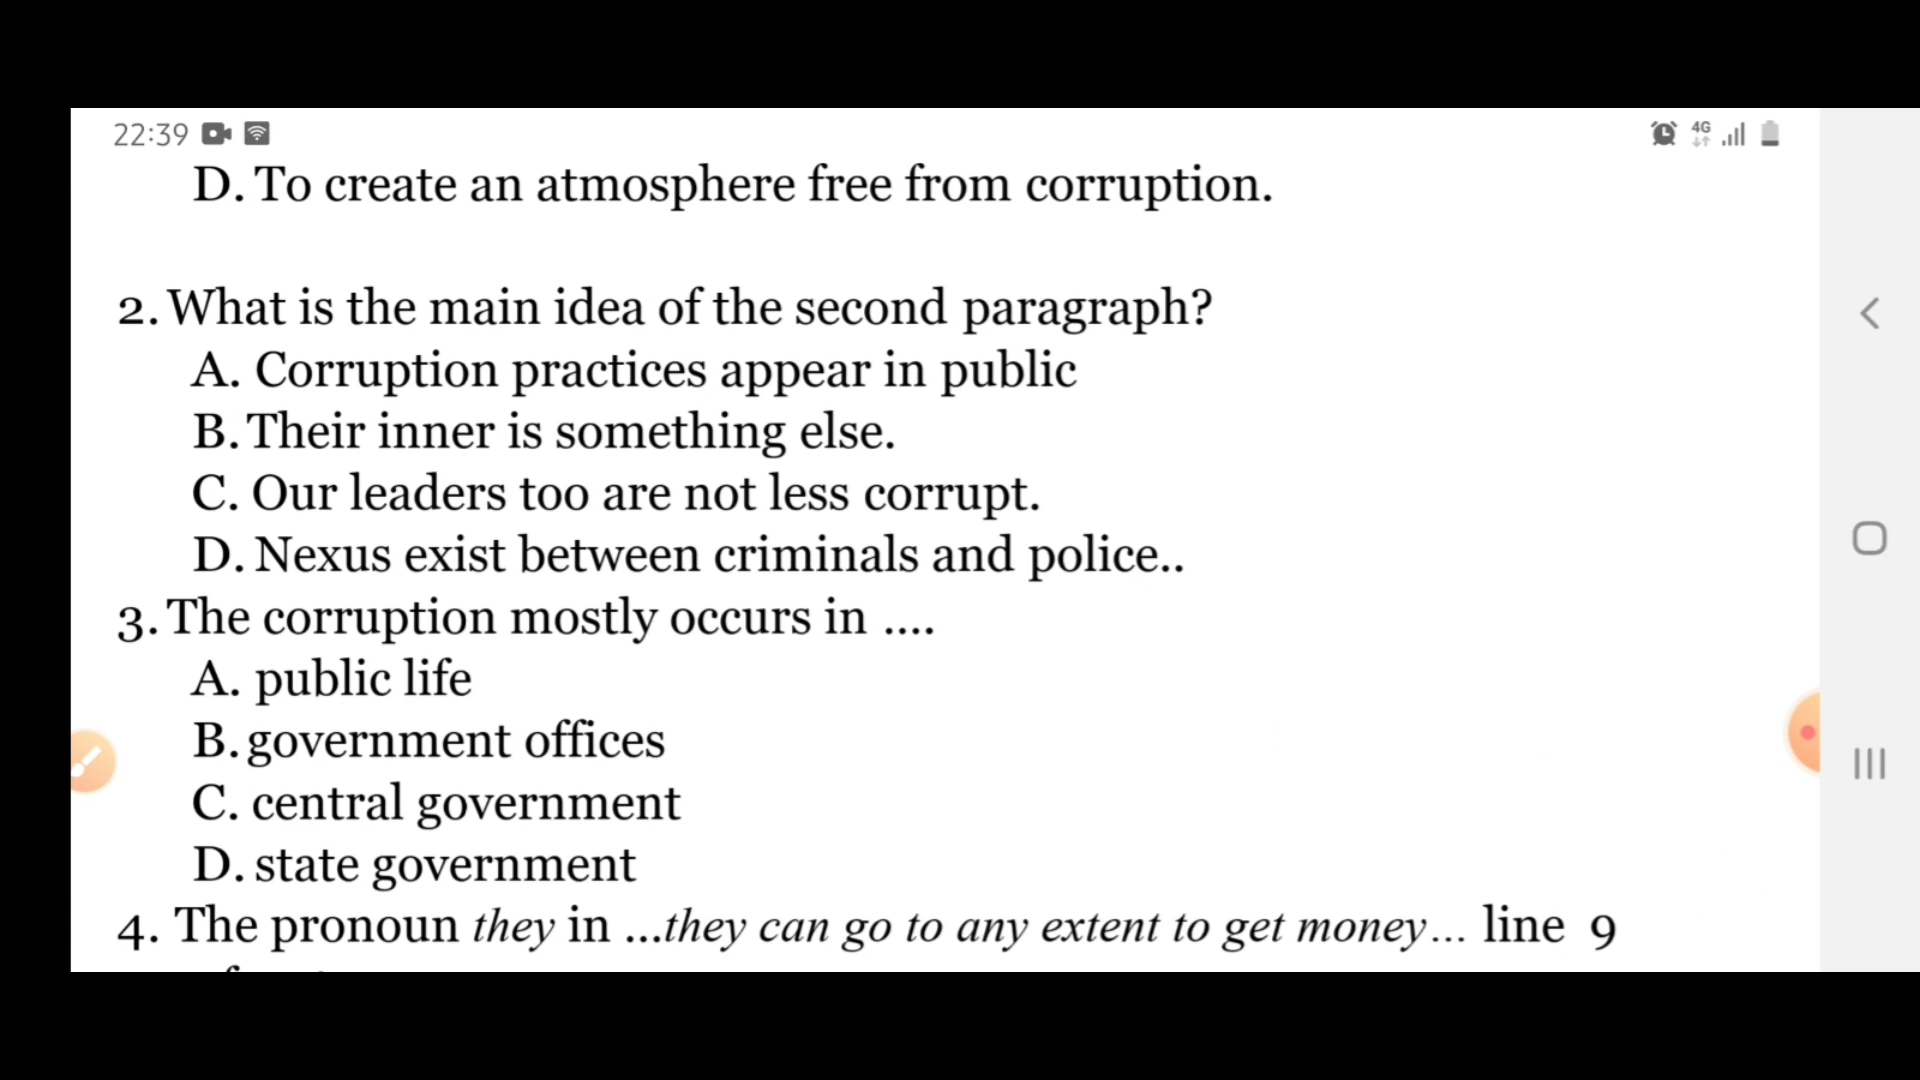 22:39
4G
D. To create an atmosphere free from corruption.
2. What is the main idea of the second paragraph?
A. Corruption practices appear in public
B. Their inner is something else.
C. Our leaders too are not less corrupt.
D. Nexus exist between criminals and police..
3. The corruption mostly occurs in ....
A. public life
B. government offices
C. central government
D. state government
4. The pronoun they in ...they can go to any extent to get money... line 9